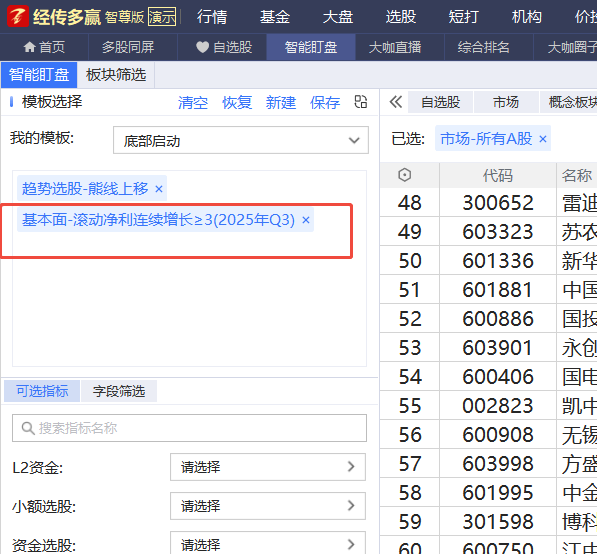 经传多赢 智尊版 演示 行情 基金 大盘 选股 短打 机构
首页 多股同屏 自选股 智能盯盘 大咖直播 综合排名 大咖圈子
智能盯盘 板块筛选
模板选择 清空 恢复 新建 保存
我的模板: 底部启动
趋势选股-能线上移 ×
基本面-滚动净利连续增长≥3(2025年Q3) ×
可选指标 字段筛选
搜索指标名称
L2资金: 请选择
小额选股: 请选择
资金选股: 请选择
自选股 市场 概念板块
已选: 市场-所有A股 ×
代码 名称
48 300652 雷迪
49 603323 苏农
50 601336 新华
51 601881 中国
52 600886 国投
53 603901 永创
54 600406 国电
55 002823 凯中
56 600908 无锡
57 603998 方盛
58 601995 中金
59 301598 博科
60 600750 江中